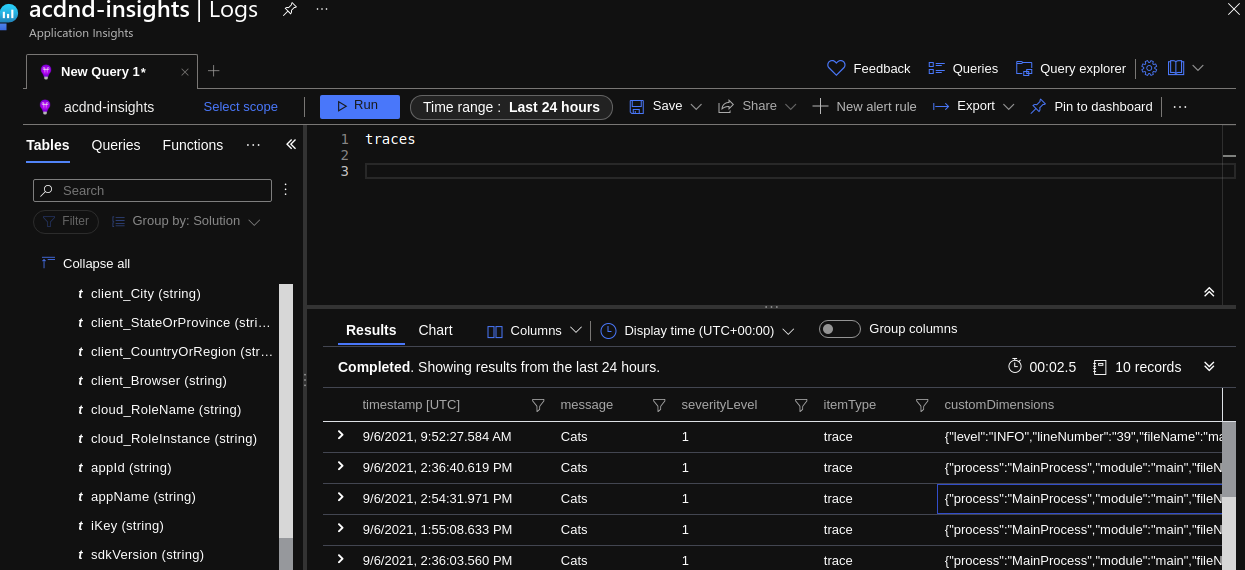 acdnd-insights | Logs
Application Insights
New Query 1*
Feedback Queries Query explorer
acdnd-insights Select scope Run Time range : Last 24 hours Save Share New alert rule Export Pin to dashboard
Tables Queries Functions
1 traces
2
3
Search
Filter Group by: Solution
Collapse all
t client_City (string)
t client_StateOrProvince (stri...
t client_CountryOrRegion (str...
t client_Browser (string)
t cloud_RoleName (string)
t cloud_RoleInstance (string)
t appId (string)
t appName (string)
t iKey (string)
t sdkVersion (string)
Results Chart Columns Display time (UTC+00:00) Group columns
Completed. Showing results from the last 24 hours. 00:02.5 10 records
timestamp [UTC] message severityLevel itemType customDimensions
9/6/2021, 9:52:27.584 AM Cats 1 trace {"level":"INFO","lineNumber":"39","fileName":"ma
9/6/2021, 2:36:40.619 PM Cats 1 trace {"process":"MainProcess","module":"main","fileN
9/6/2021, 2:54:31.971 PM Cats 1 trace {"process":"MainProcess","module":"main","fileN
9/6/2021, 1:55:08.633 PM Cats 1 trace {"process":"MainProcess","module":"main","fileN
9/6/2021, 2:36:03.560 PM Cats 1 trace {"process":"MainProcess","module":"main","fileN